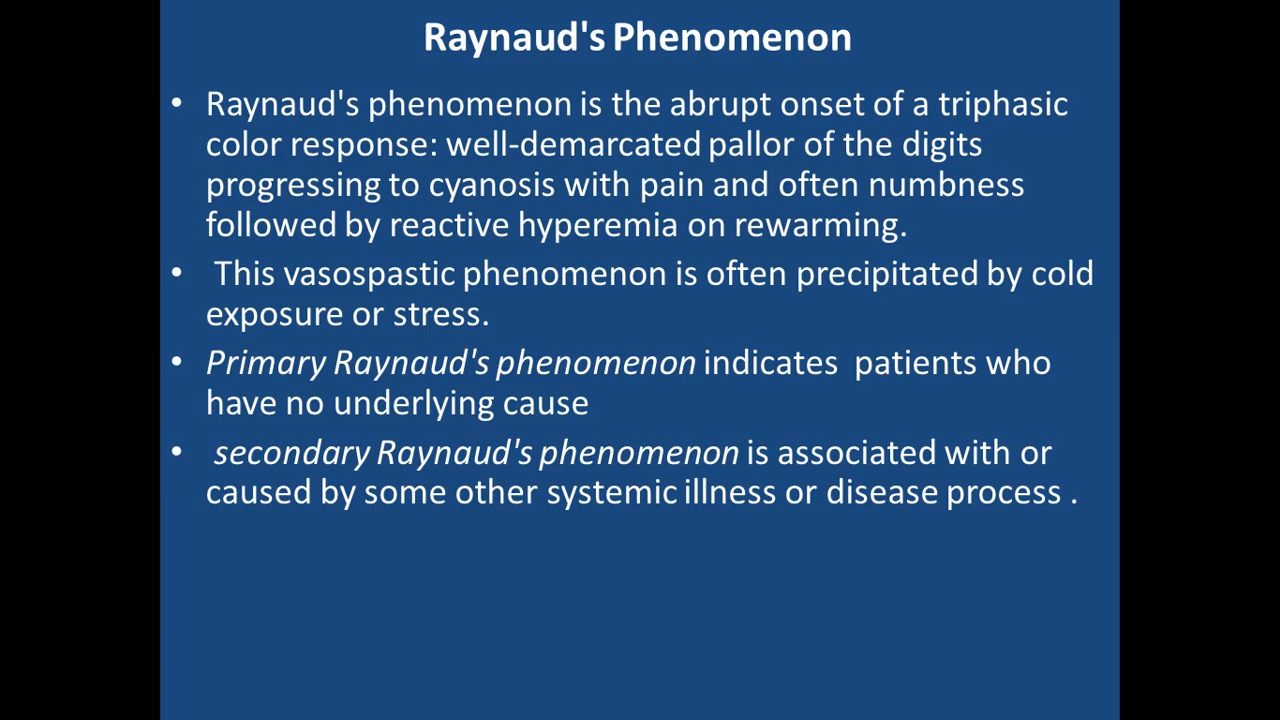 Raynaud's Phenomenon
• Raynaud's phenomenon is the abrupt onset of a triphasic
color response: well-demarcated pallor of the digits
progressing to cyanosis with pain and often numbness
followed by reactive hyperemia on rewarming.
• This vasospastic phenomenon is often precipitated by cold
exposure or stress.
• Primary Raynaud's phenomenon indicates  patients who
have no underlying cause
• secondary Raynaud's phenomenon is associated with or
caused by some other systemic illness or disease process .